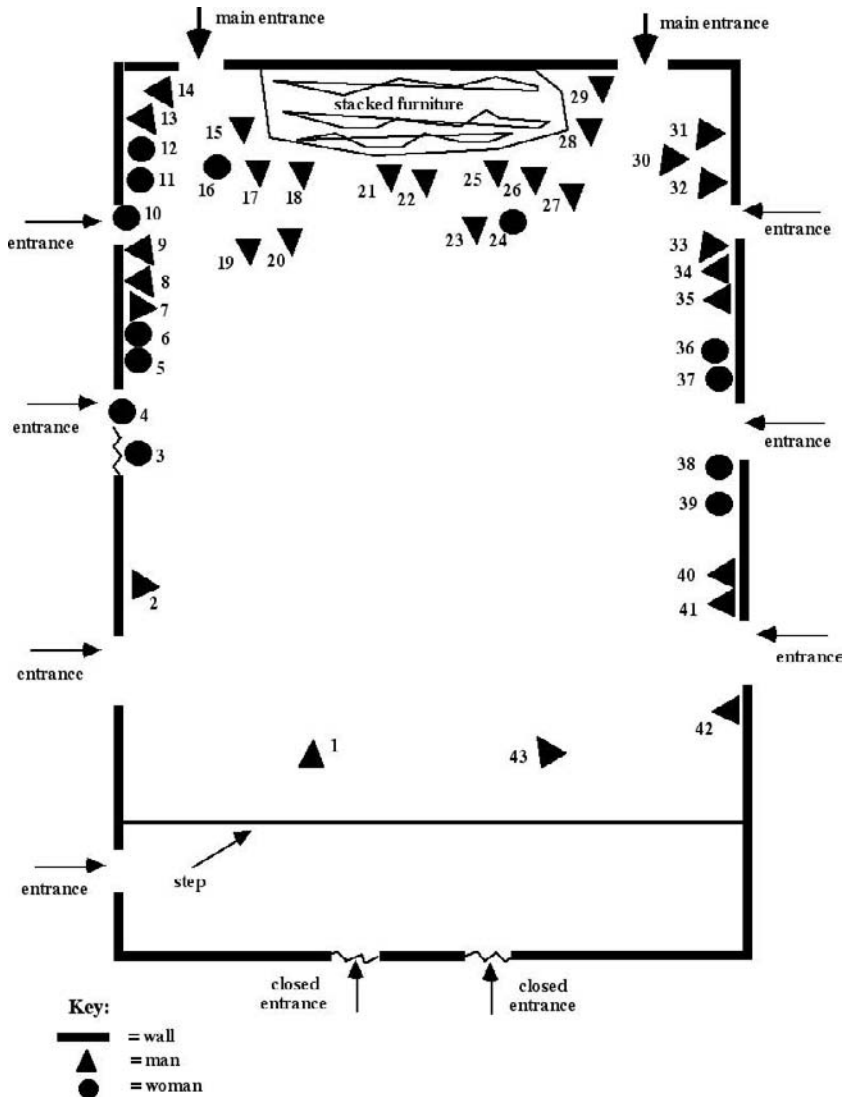 main entrance
main entrance
14
13
12
11
10
entrance
9
8
7
6
5
4
entrance
3
2
entrance
entrance
15
16
17
18
19
20
stacked furniture
21
22
23
24
25
26
27
28
29
30
31
32
entrance
33
34
35
36
37
entrance
38
39
40
41
entrance
42
1
43
step
closed
entrance
closed
entrance
Key:
= wall
= man
= woman